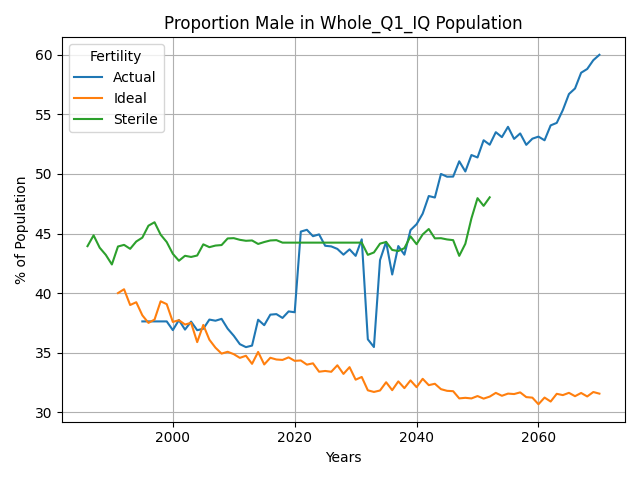 Proportion Male in Whole_Q1_IQ Population
Fertility
Actual
Ideal
Sterile
% of Population
60
55
50
45
40
35
30
2000
2020
2040
2060
Years